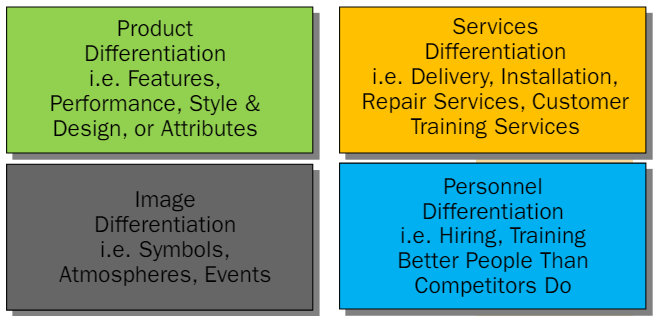 Product
Differentiation
i.e. Features,
Performance, Style &
Design, or Attributes
Services
Differentiation
i.e. Delivery, Installation,
Repair Services, Customer
Training Services
Image
Differentiation
i.e. Symbols,
Atmospheres, Events
Personnel
Differentiation
i.e. Hiring, Training
Better People Than
Competitors Do